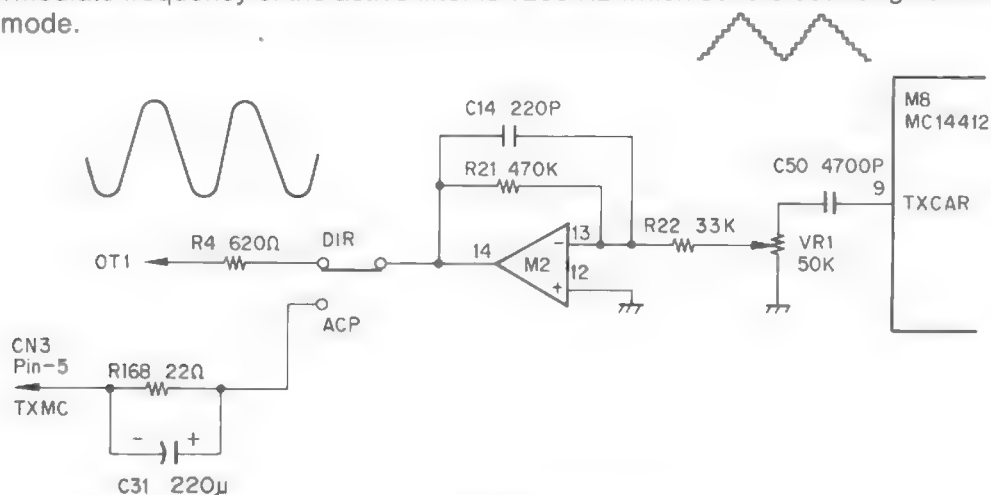 mode.
M8
MC14412
C14 220P
R21 470K
C50 4700P
9
TXCAR
R22 33K
VR1
50K
13
12
14
M2
−
+
DIR
R4 620Ω
OT1
ACP
CN3
Pin-5
R168 22Ω
TXMC
− +
C31 220μ